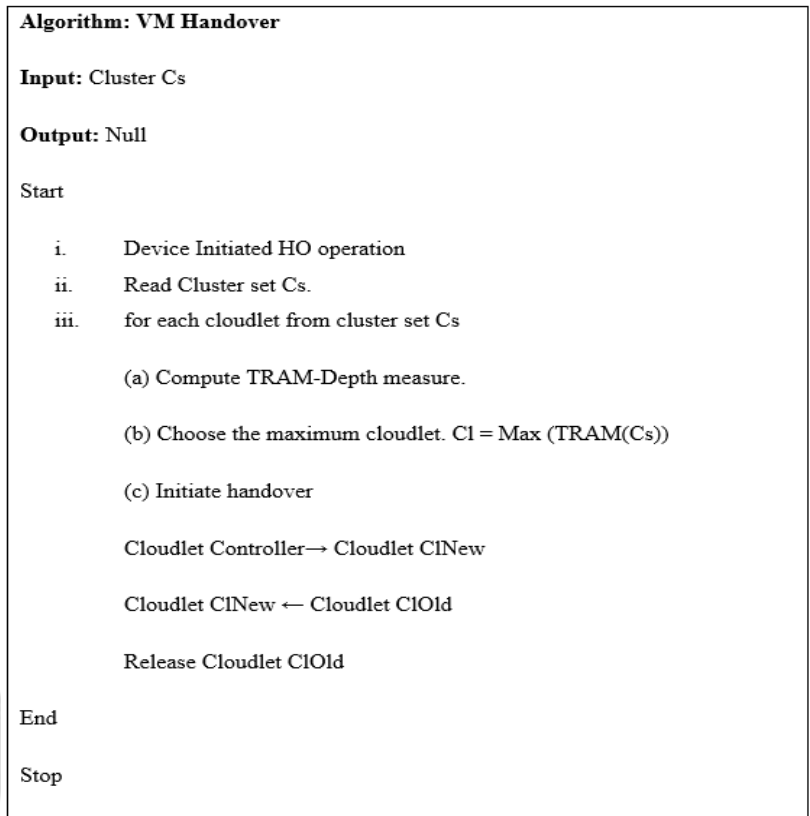 Algorithm: VM Handover
Input: Cluster Cs
Output: Null
Start
i. Device Initiated HO operation
ii. Read Cluster set Cs.
iii. for each cloudlet from cluster set Cs
(a) Compute TRAM-Depth measure.
(b) Choose the maximum cloudlet. Cl = Max (TRAM(Cs))
(c) Initiate handover
Cloudlet Controller→ Cloudlet ClNew
Cloudlet ClNew ← Cloudlet ClOld
Release Cloudlet ClOld
End
Stop